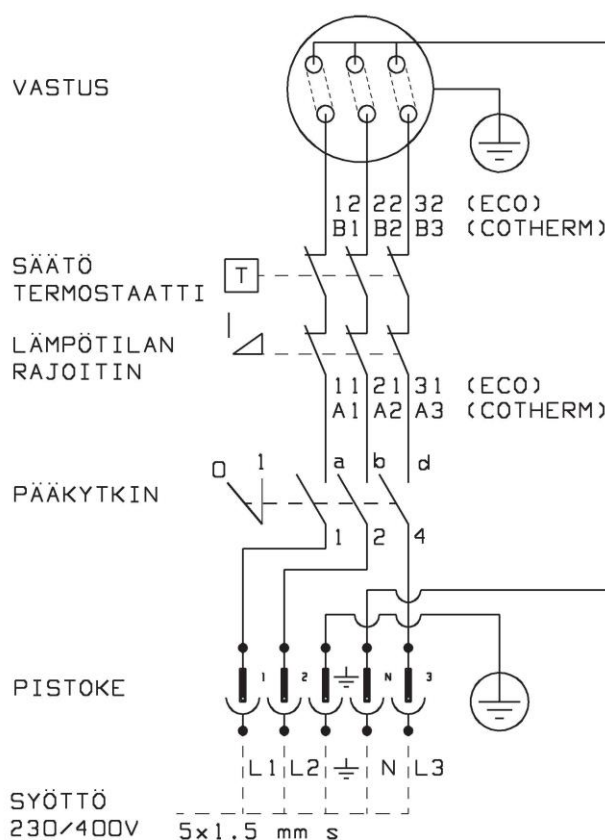 VASTUS
12 22 32 (ECO)
B1 B2 B3 (COTHERM)
SÄÄTÖ
TERMOSTAATTI
T
LÄMPÖTILAN
RAJOITIN
11 21 31 (ECO)
A1 A2 A3 (COTHERM)
0 1 a b d
PÄÄKYTKIN
1 2 4
PISTOKE
1 2 N 3
L1 L2 N L3
SYÖTTÖ
230/400V 5x1.5 mm s